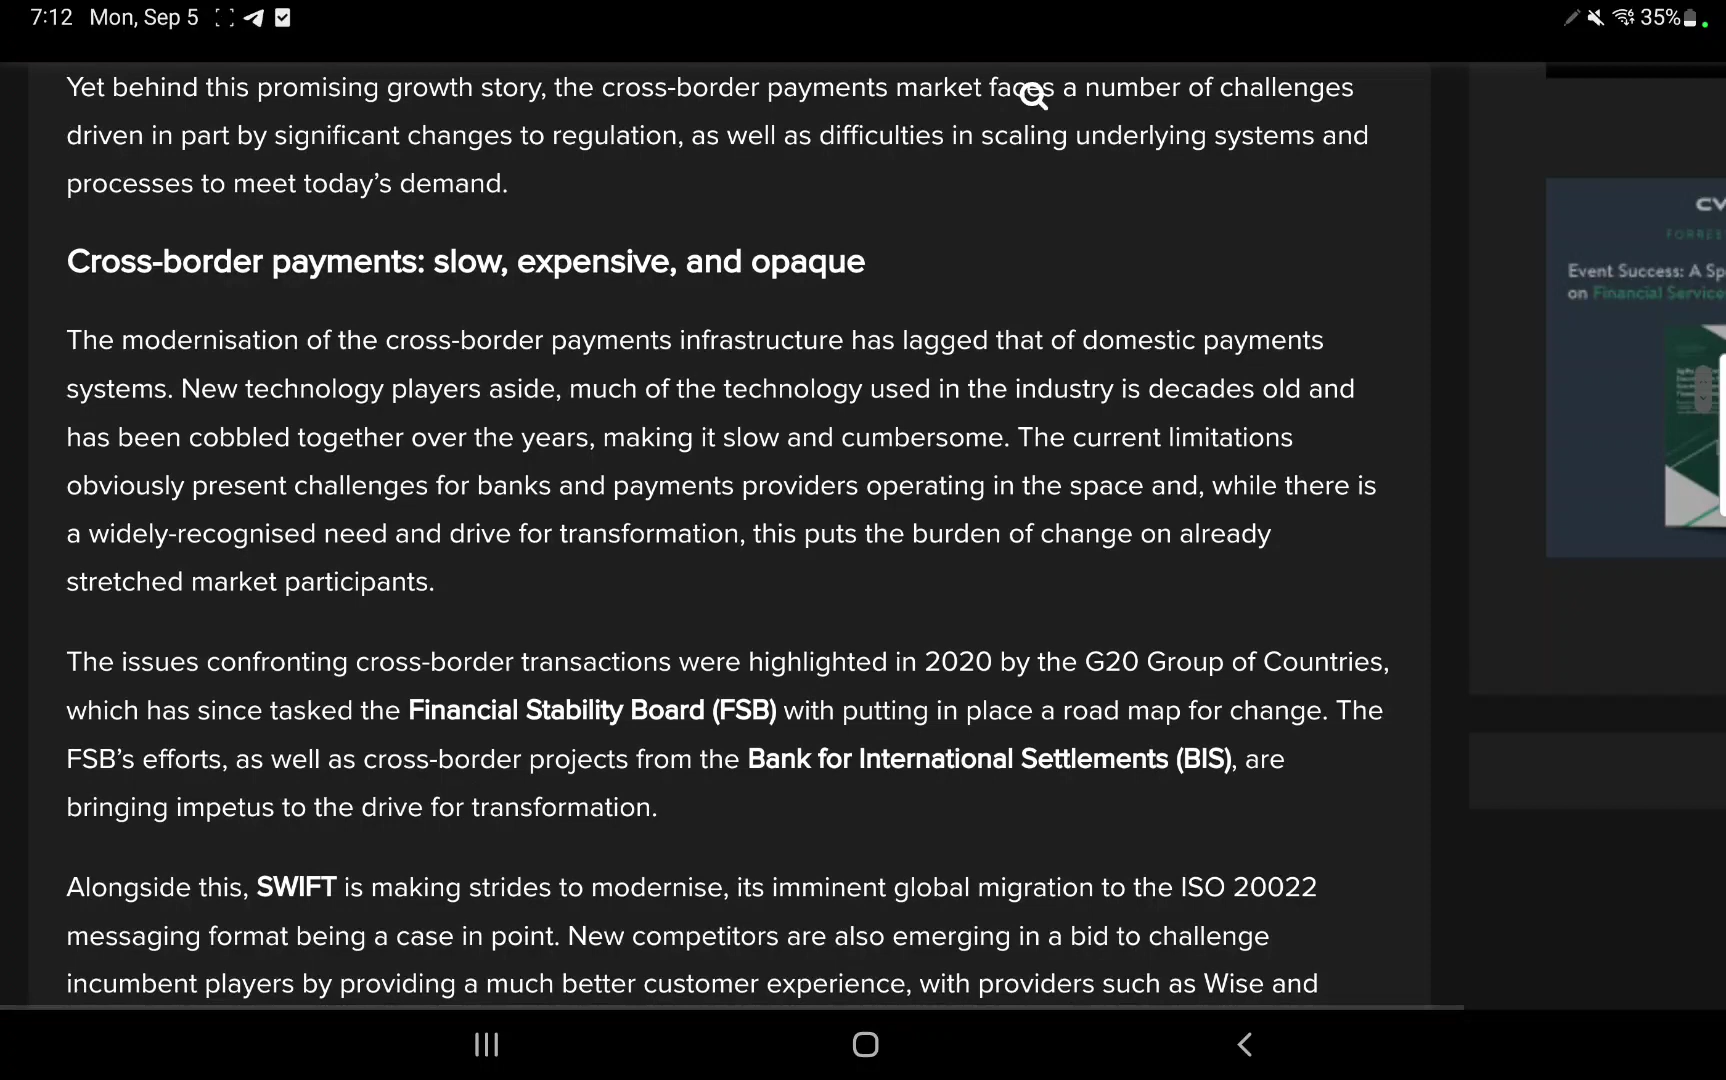 7:12 Mon, Sep 5
35%
Yet behind this promising growth story, the cross-border payments market faces a number of challenges
driven in part by significant changes to regulation, as well as difficulties in scaling underlying systems and
processes to meet today’s demand.
Cross-border payments: slow, expensive, and opaque
The modernisation of the cross-border payments infrastructure has lagged that of domestic payments
systems. New technology players aside, much of the technology used in the industry is decades old and
has been cobbled together over the years, making it slow and cumbersome. The current limitations
obviously present challenges for banks and payments providers operating in the space and, while there is
a widely-recognised need and drive for transformation, this puts the burden of change on already
stretched market participants.
The issues confronting cross-border transactions were highlighted in 2020 by the G20 Group of Countries,
which has since tasked the Financial Stability Board (FSB) with putting in place a road map for change. The
FSB’s efforts, as well as cross-border projects from the Bank for International Settlements (BIS), are
bringing impetus to the drive for transformation.
Alongside this, SWIFT is making strides to modernise, its imminent global migration to the ISO 20022
messaging format being a case in point. New competitors are also emerging in a bid to challenge
incumbent players by providing a much better customer experience, with providers such as Wise and
CV
Event Success: A Sp
on Financial Service